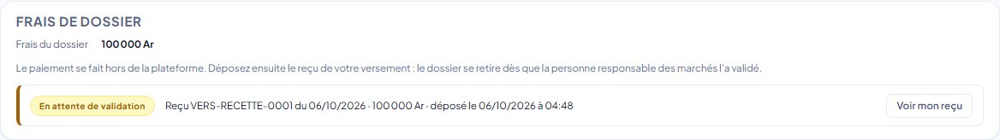 FRAIS DE DOSSIER
Frais du dossier 100 000 Ar
Le paiement se fait hors de la plateforme. Déposez ensuite le reçu de votre versement : le dossier se retire dès que la personne responsable des marchés l'a validé.
En attente de validation Reçu VERS-RECETTE-0001 du 06/10/2026 · 100 000 Ar · déposé le 06/10/2026 à 04:48 Voir mon reçu